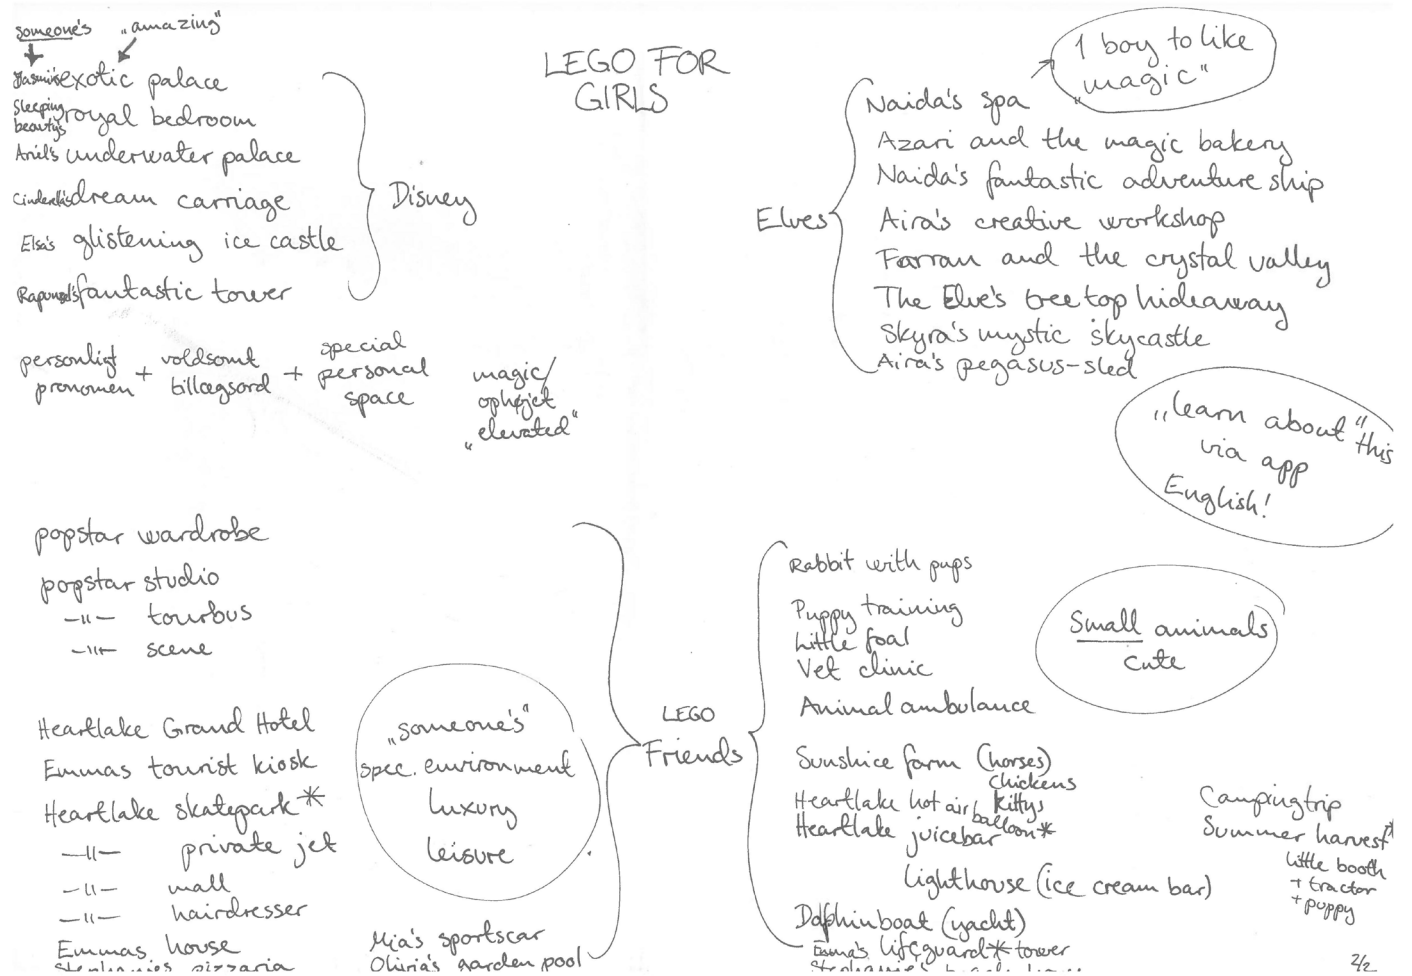 LEGO FOR
GIRLS
someone's „amazing"
Jasmin's exotic palace
Sleeping
beauty's royal bedroom
Ariel's underwater palace
Cinderella's dream carriage
Elsa's glistening ice castle
Rapunzel's fantastic tower
Disney
personligt
pronomen
+
voldsomt
tillægsord
+
special
personal
space
magic/
ophøjet
„elevated"
1 boy to like
„magic"
Elves
Naida's spa
Azari and the magic bakery
Naida's fantastic adventure ship
Aira's creative workshop
Farran and the crystal valley
The Elve's treetop hideaway
Skyra's mystic skycastle
Aira's pegasus-sled
„learn about" this
via app
English!
popstar wardrobe
popstar studio
-"- tourbus
-"- scene
Heartlake Grand Hotel
Emmas tourist kiosk
Heartlake skatepark*
-"- private jet
-"- mall
-"- hairdresser
Emmas house
Stephanies pizzaria
„someone's"
spec. environment
luxury
leisure
Mia's sportscar
Olivia's garden pool
LEGO
Friends
Rabbit with pups
Puppy training
Little foal
Vet clinic
Animal ambulance
Small animals
cute
Sunshice farm (horses)
chickens
kittys
Heartlake hot air balloon*
Heartlake juicebar
lighthouse (ice cream bar)
Dolphinboat (yacht)
Emma's lifeguard* tower
Stephanie's
Campingtrip
Summer harvest*
little booth
+ tractor
+ puppy
2/2